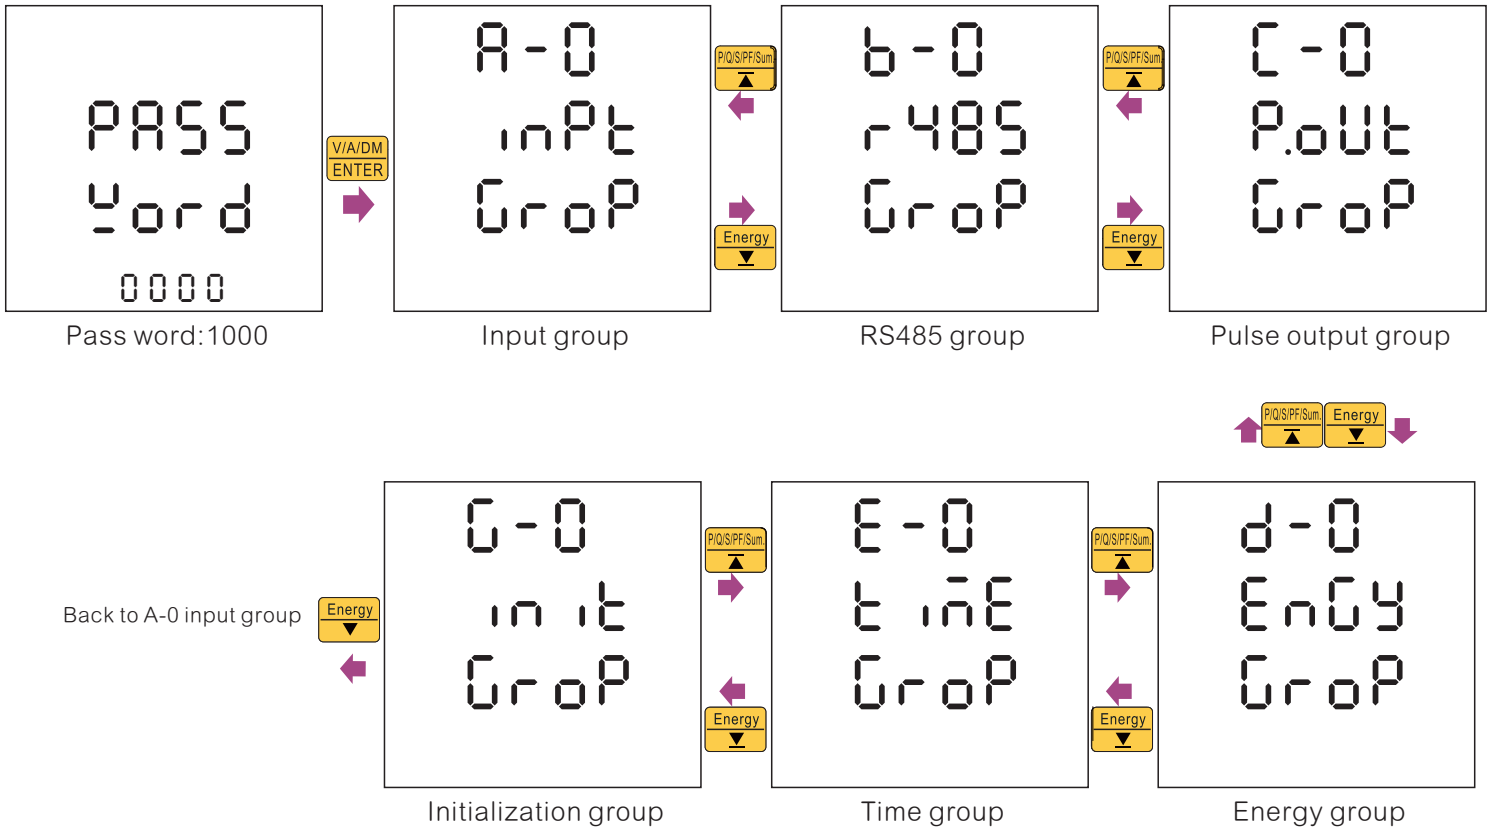 PASS
Word
0000
Pass word:1000
V/A/DM
ENTER
A-0
inPt
GroP
Input group
P/Q/S/PF/Sum.
Energy
b-0
r485
GroP
RS485 group
P/Q/S/PF/Sum.
Energy
C-0
P.oUt
GroP
Pulse output group
P/Q/S/PF/Sum.
Energy
Back to A-0 input group
Energy
G-0
init
GroP
Initialization group
P/Q/S/PF/Sum.
Energy
E-0
timE
GroP
Time group
P/Q/S/PF/Sum.
Energy
d-0
EnGy
GroP
Energy group